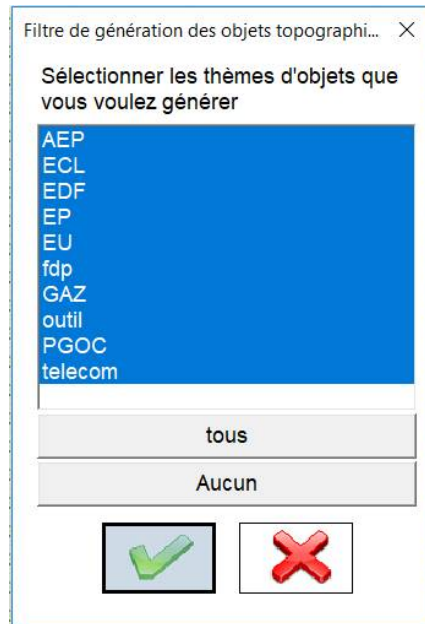 Filtre de génération des objets topographi...
Sélectionner les thèmes d'objets que
vous voulez générer
AEP
ECL
EDF
EP
EU
fdp
GAZ
outil
PGOC
telecom
tous
Aucun